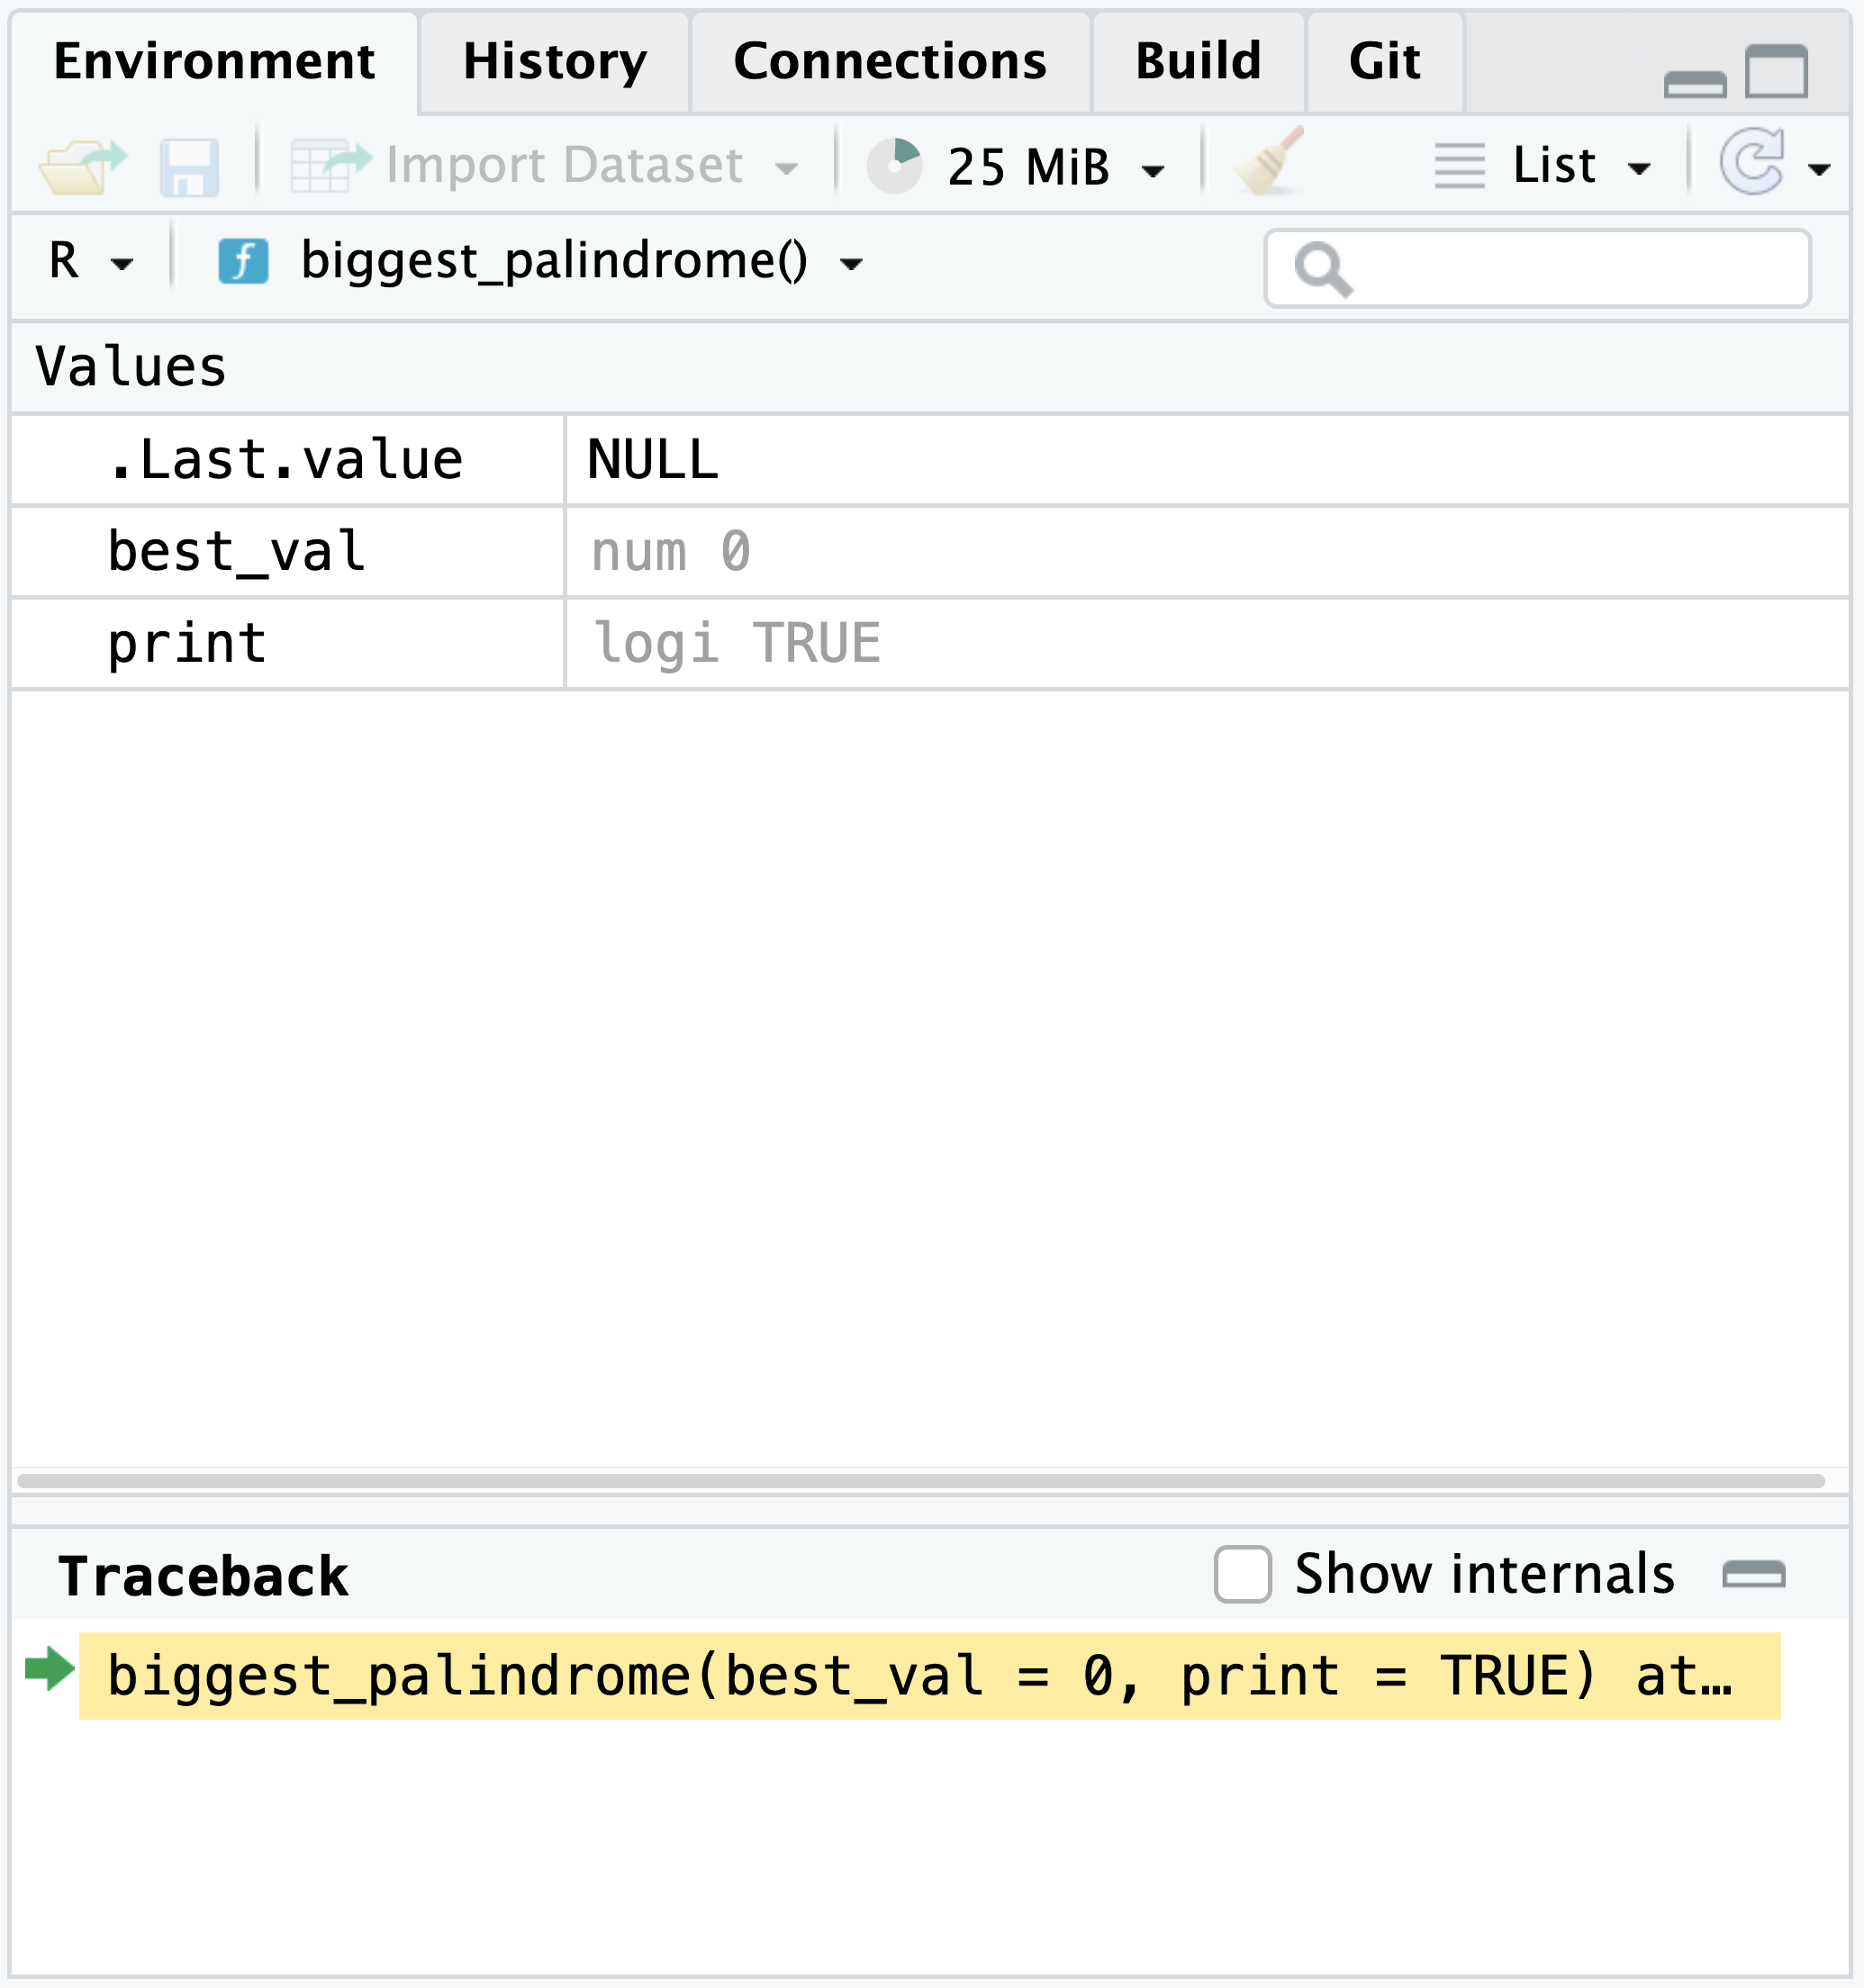 Environment History Connections Build Git
Import Dataset 25 MiB List
R biggest_palindrome()
Values
.Last.value NULL
best_val num 0
print logi TRUE
Traceback Show internals
biggest_palindrome(best_val = 0, print = TRUE) at…